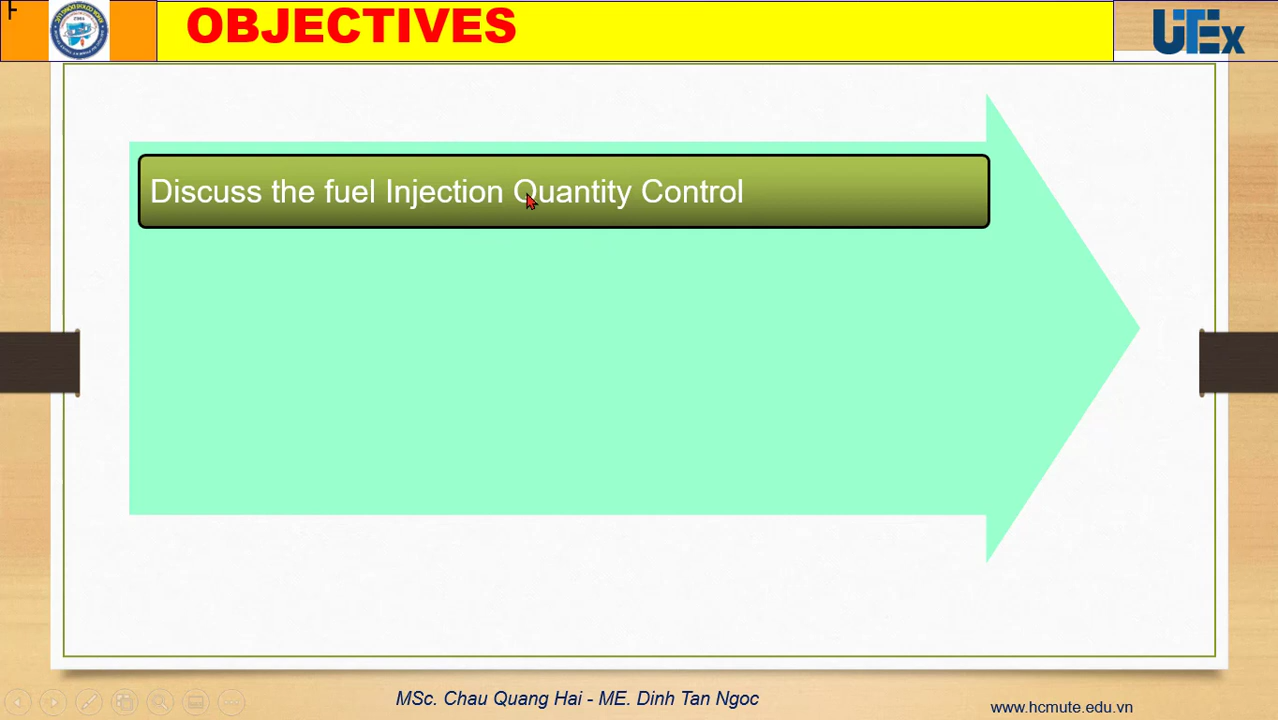 F
OBJECTIVES
UTEx
Discuss the fuel Injection Quantity Control
MSc. Chau Quang Hai - ME. Dinh Tan Ngoc
www.hcmute.edu.vn